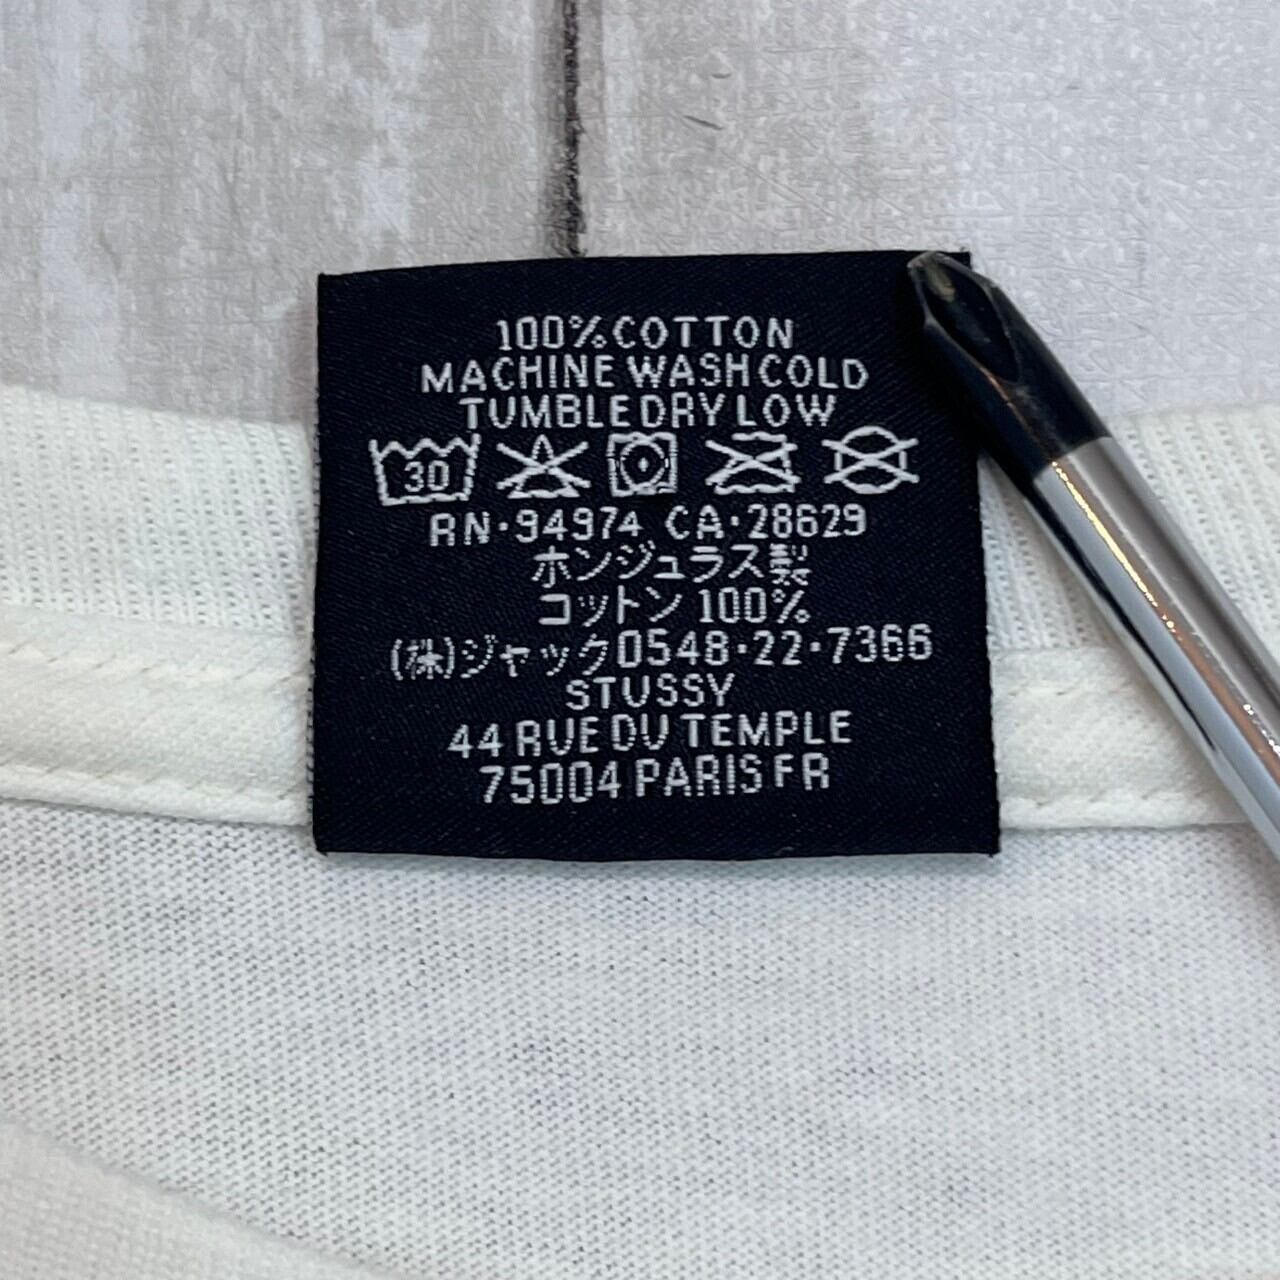 100% COTTON
MACHINE WASH COLD
TUMBLE DRY LOW
30
RN·94974 CA·28629
ホンジュラス製
コットン 100%
(株)ジャック0548·22·7366
STUSSY
44 RUE DU TEMPLE
75004 PARIS FR